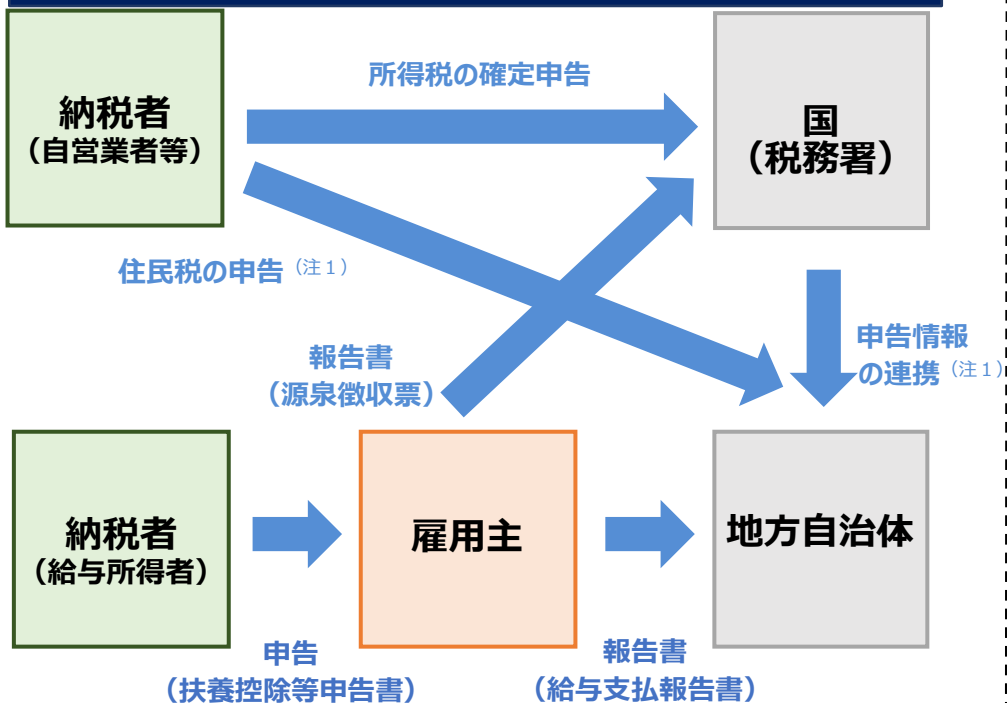 所得税の確定申告
納税者
（自営業者等）
国
（税務署）
住民税の申告（注１）
報告書
（源泉徴収票）
申告情報
の連携（注１）
納税者
（給与所得者）
雇用主
地方自治体
申告
（扶養控除等申告書）
報告書
（給与支払報告書）